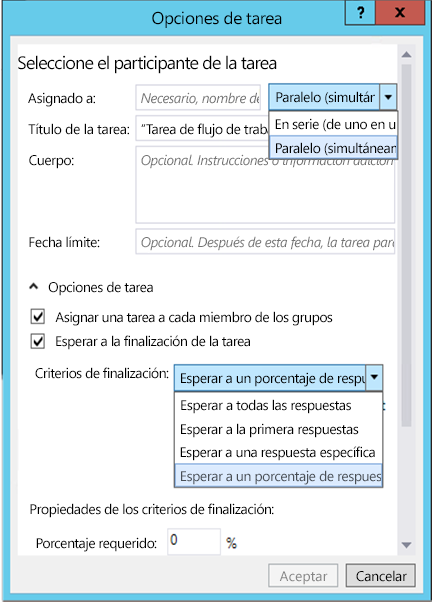 Opciones de tarea
?
x
Seleccione el participante de la tarea
Asignado a:
Necesario, nombre de
Paralelo (simultár
En serie (de uno en u
Paralelo (simultánear
Título de la tarea:
"Tarea de flujo de traba
Cuerpo:
Opcional. Instrucciones o información adicion
Fecha límite:
Opcional. Después de esta fecha, la tarea par
Opciones de tarea
Asignar una tarea a cada miembro de los grupos
Esperar a la finalización de la tarea
Criterios de finalización:
Esperar a un porcentaje de respu
Esperar a todas las respuestas
Esperar a la primera respuestas
Esperar a una respuesta específica
Esperar a un porcentaje de respues
Propiedades de los criterios de finalización:
Porcentaje requerido:
0
%
Aceptar
Cancelar